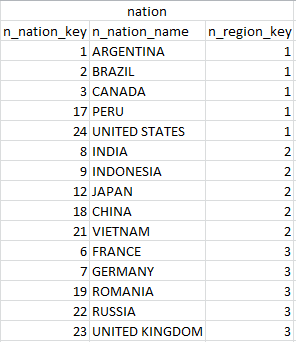 nation
n_nation_key n_nation_name n_region_key
1 ARGENTINA 1
2 BRAZIL 1
3 CANADA 1
17 PERU 1
24 UNITED STATES 1
8 INDIA 2
9 INDONESIA 2
12 JAPAN 2
18 CHINA 2
21 VIETNAM 2
6 FRANCE 3
7 GERMANY 3
19 ROMANIA 3
22 RUSSIA 3
23 UNITED KINGDOM 3